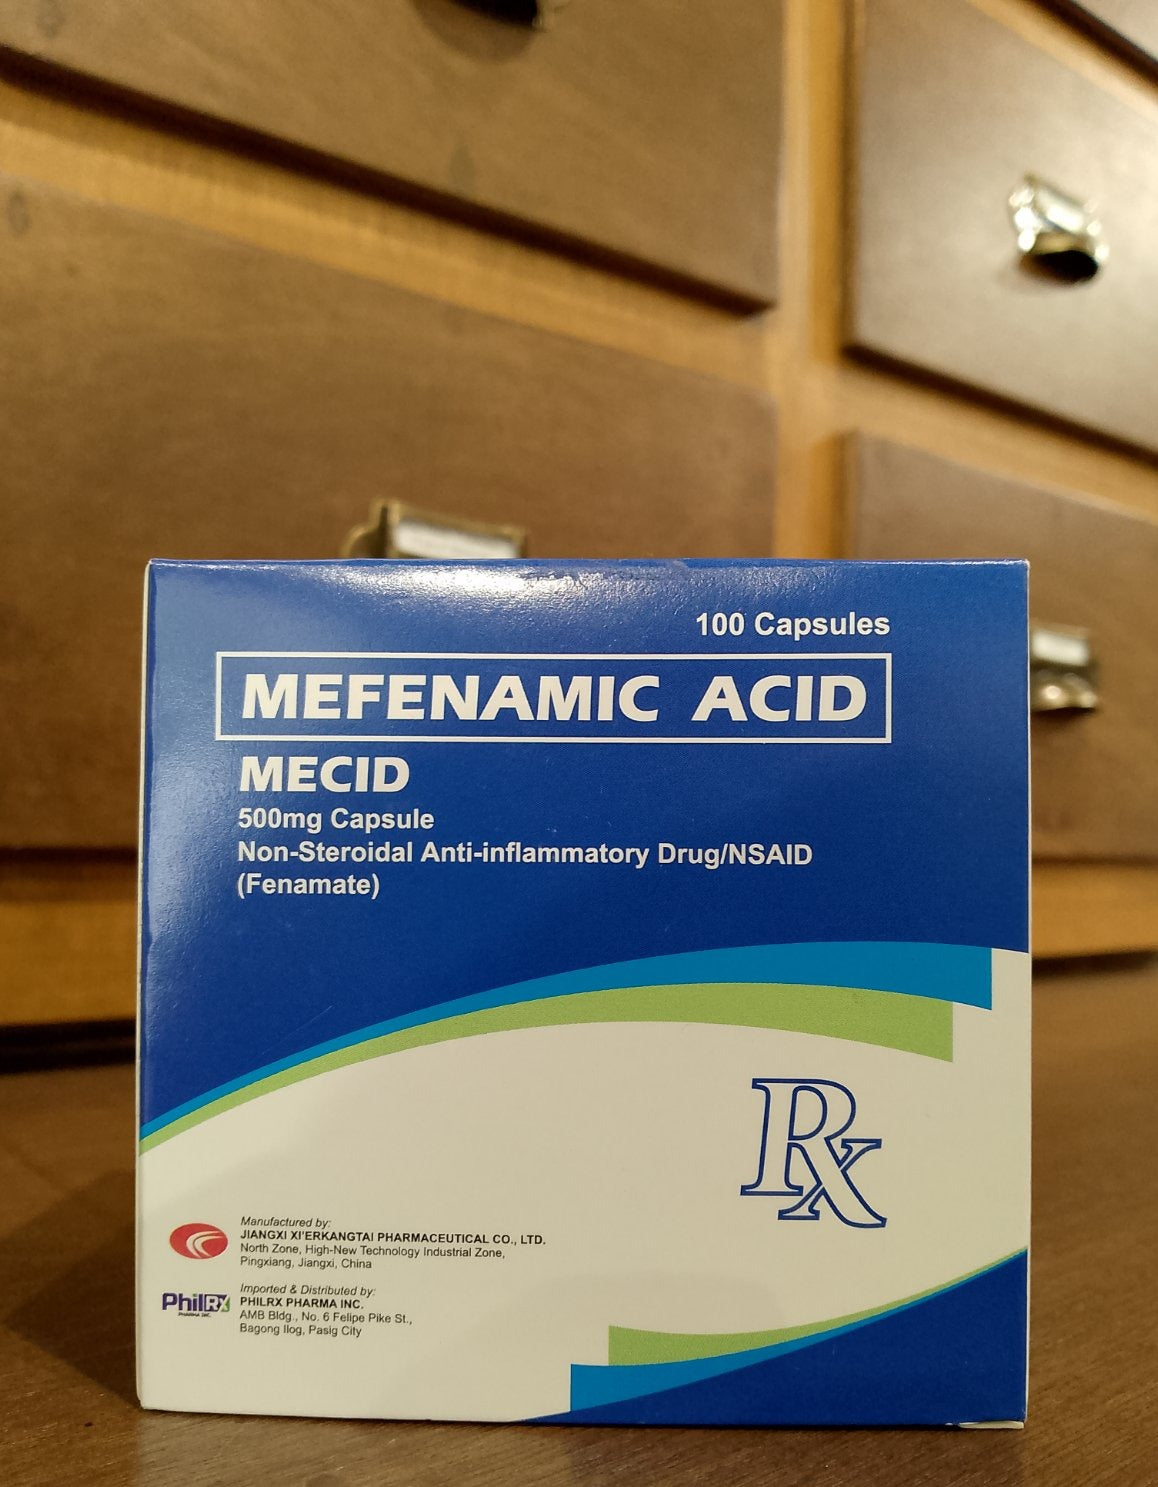 100 Capsules
MEFENAMIC ACID
MECID
500mg Capsule
Non-Steroidal Anti-inflammatory Drug/NSAID
(Fenamate)
Rx
Manufactured by:
JIANGXI XI'ERKANGTAI PHARMACEUTICAL CO., LTD.
North Zone, High-New Technology Industrial Zone,
Pingxiang, Jiangxi, China
PhilRx
PHARMA INC.
Imported & Distributed by:
PHILRX PHARMA INC.
AMB Bldg., No. 6 Felipe Pike St.,
Bagong Ilog, Pasig City